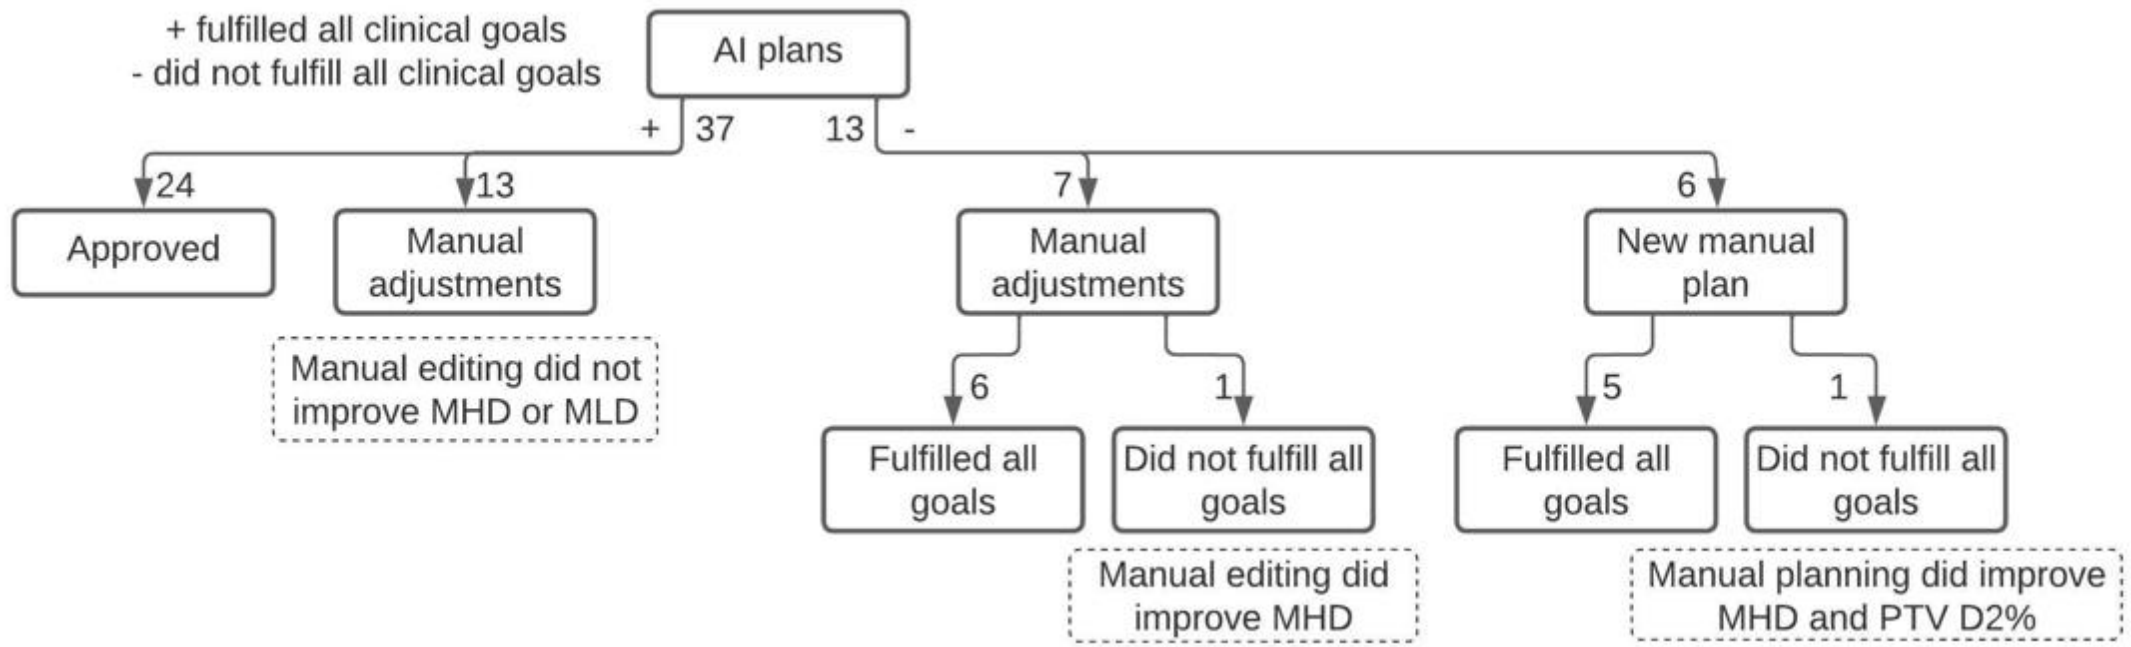 + fulfilled all clinical goals
- did not fulfill all clinical goals
AI plans
+ 37
13 -
24
13
7
6
Approved
Manual
adjustments
Manual
adjustments
New manual
plan
Manual editing did not
improve MHD or MLD
6
1
5
1
Fulfilled all
goals
Did not fulfill all
goals
Fulfilled all
goals
Did not fulfill all
goals
Manual editing did
improve MHD
Manual planning did improve
MHD and PTV D2%